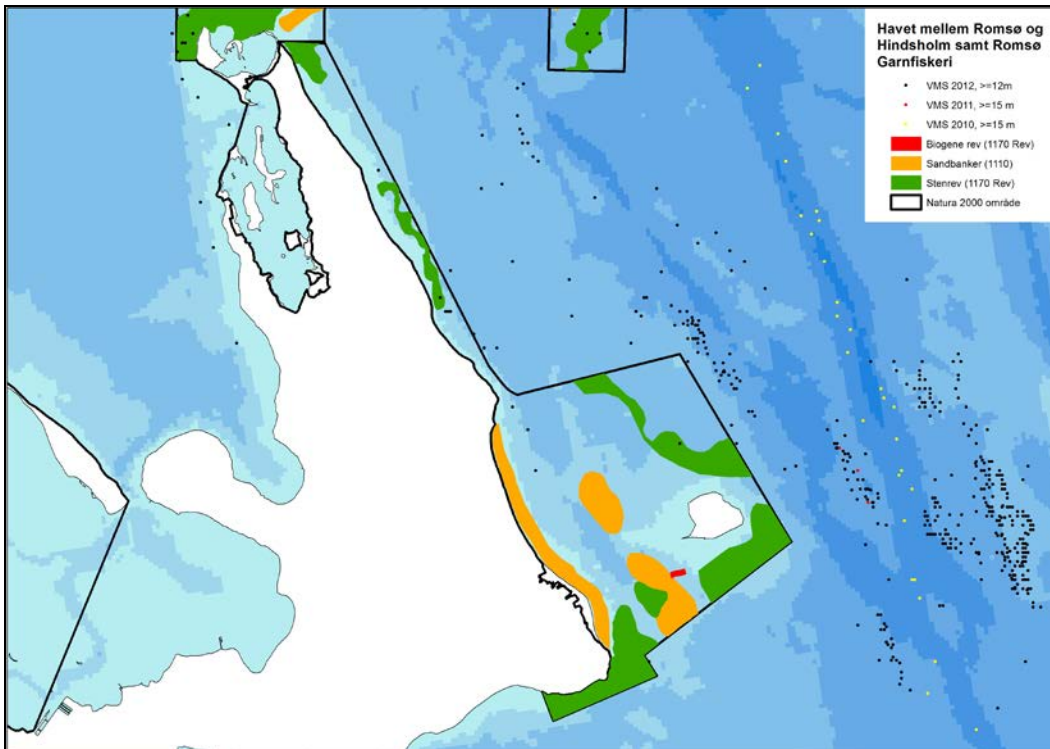 Havet mellem Romsø og
Hindsholm samt Romsø
Garnfiskeri
VMS 2012, >=12m
VMS 2011, >=15 m
VMS 2010, >=15 m
Biogene rev (1170 Rev)
Sandbanker (1110)
Stenrev (1170 Rev)
Natura 2000 område